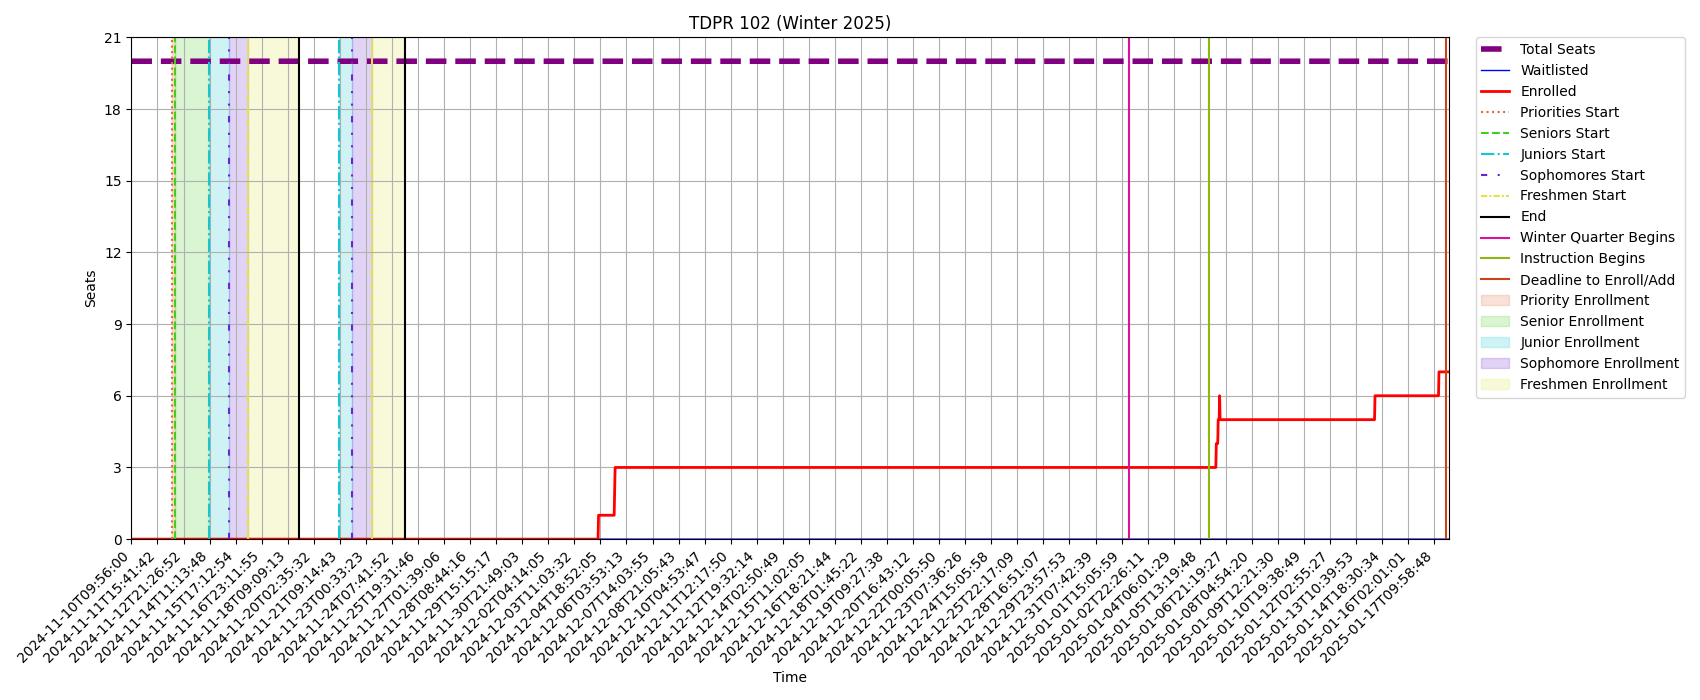 TDPR 102 (Winter 2025)
21
18
15
12
9
6
3
0
Seats
2024-11-10T09:56:00
2024-11-11T15:41:42
2024-11-12T21:26:52
2024-11-14T11:13:48
2024-11-15T17:12:54
2024-11-16T23:11:55
2024-11-18T09:09:13
2024-11-20T02:35:32
2024-11-21T09:14:43
2024-11-23T00:33:23
2024-11-24T07:41:52
2024-11-25T19:31:46
2024-11-27T01:39:06
2024-11-28T08:44:16
2024-11-29T15:15:17
2024-11-30T21:49:03
2024-12-02T04:14:05
2024-12-03T11:03:32
2024-12-04T18:52:05
2024-12-06T03:53:13
2024-12-07T14:03:55
2024-12-08T21:05:43
2024-12-10T04:53:47
2024-12-11T12:17:50
2024-12-12T19:32:14
2024-12-14T02:50:49
2024-12-15T11:02:05
2024-12-16T18:21:44
2024-12-18T01:45:22
2024-12-19T09:27:38
2024-12-20T16:43:12
2024-12-22T00:05:50
2024-12-23T07:36:26
2024-12-24T15:05:58
2024-12-25T22:17:09
2024-12-28T16:51:07
2024-12-29T23:57:53
2024-12-31T07:42:39
2025-01-01T15:05:59
2025-01-02T22:26:11
2025-01-04T06:01:29
2025-01-05T13:19:48
2025-01-06T21:19:27
2025-01-08T04:54:20
2025-01-09T12:21:30
2025-01-10T19:38:49
2025-01-12T02:55:27
2025-01-13T10:39:53
2025-01-14T18:30:34
2025-01-16T02:01:01
2025-01-17T09:58:48
Time
Total Seats
Waitlisted
Enrolled
Priorities Start
Seniors Start
Juniors Start
Sophomores Start
Freshmen Start
End
Winter Quarter Begins
Instruction Begins
Deadline to Enroll/Add
Priority Enrollment
Senior Enrollment
Junior Enrollment
Sophomore Enrollment
Freshmen Enrollment